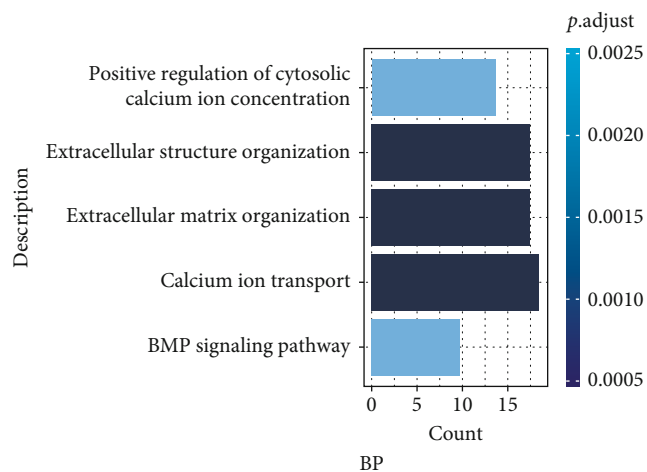 p.adjust
0.0025
0.0020
0.0015
0.0010
0.0005
Description
Positive regulation of cytosolic
calcium ion concentration
Extracellular structure organization
Extracellular matrix organization
Calcium ion transport
BMP signaling pathway
0 5 10 15
Count
BP